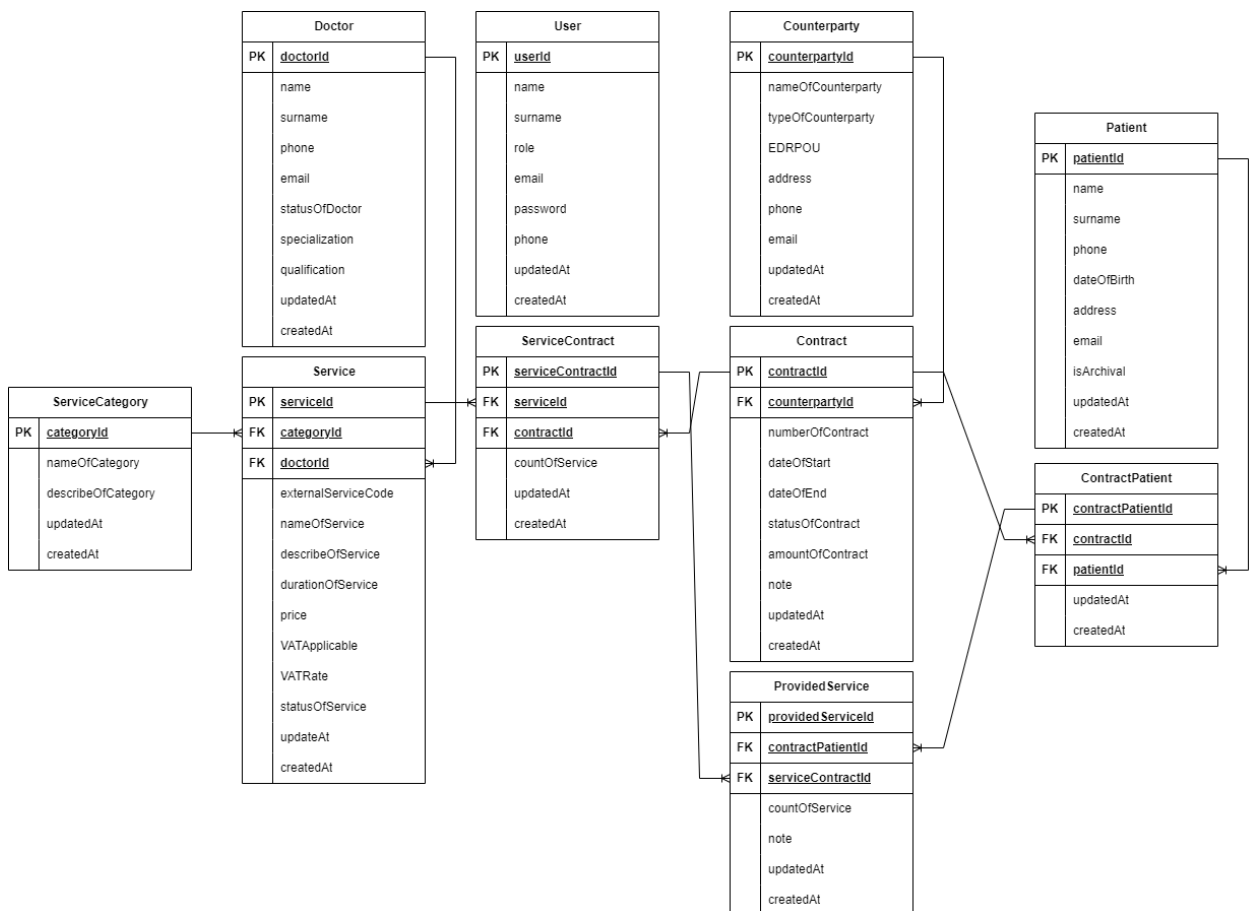 Doctor
PK doctorId
name
surname
phone
email
statusOfDoctor
specialization
qualification
updatedAt
createdAt
User
PK userId
name
surname
role
email
password
phone
updatedAt
createdAt
Counterparty
PK counterpartyId
nameOfCounterparty
typeOfCounterparty
EDRPOU
address
phone
email
updatedAt
createdAt
Patient
PK patientId
name
surname
phone
dateOfBirth
address
email
isArchival
updatedAt
createdAt
ServiceCategory
PK categoryId
nameOfCategory
describeOfCategory
updatedAt
createdAt
Service
PK serviceId
FK categoryId
FK doctorId
externalServiceCode
nameOfService
describeOfService
durationOfService
price
VATApplicable
VATRate
statusOfService
updateAt
createdAt
ServiceContract
PK serviceContractId
FK serviceId
FK contractId
countOfService
updatedAt
createdAt
Contract
PK contractId
FK counterpartyId
numberOfContract
dateOfStart
dateOfEnd
statusOfContract
amountOfContract
note
updatedAt
createdAt
ContractPatient
PK contractPatientId
FK contractId
FK patientId
updatedAt
createdAt
ProvidedService
PK providedServiceId
FK contractPatientId
FK serviceContractId
countOfService
note
updatedAt
createdAt